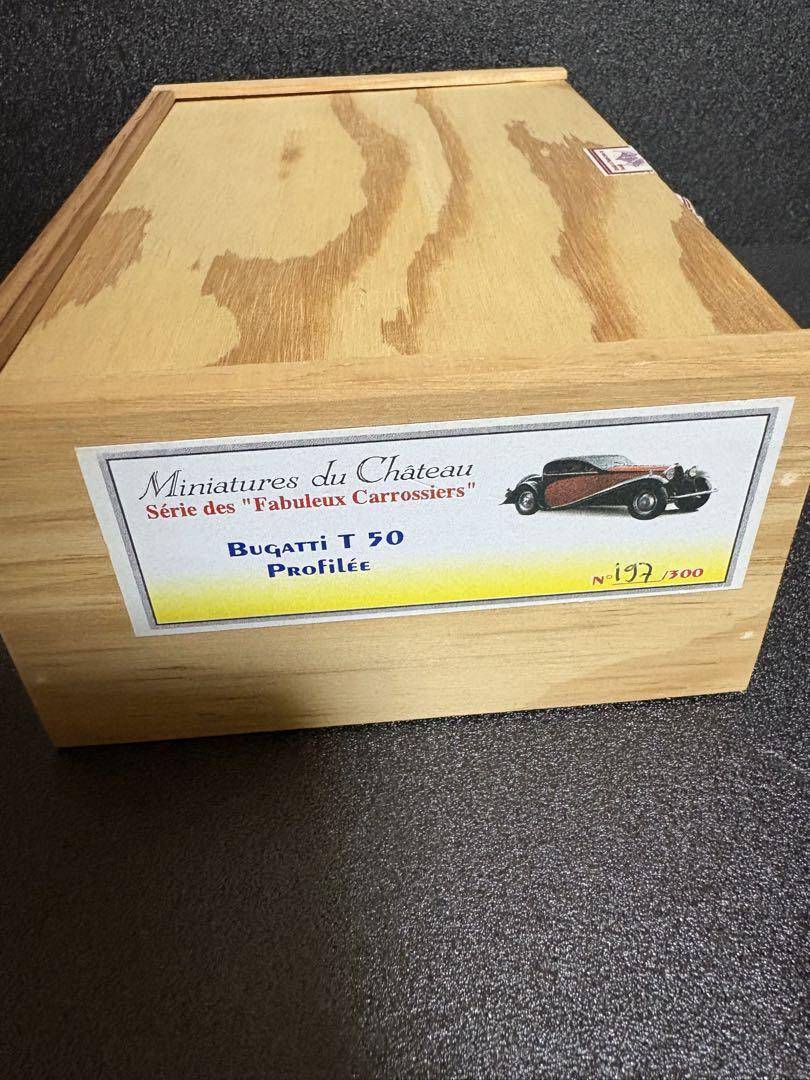 Miniatures du Château
Série des "Fabuleux Carrossiers"
Bugatti T 50
Profilée
N° 197 /300